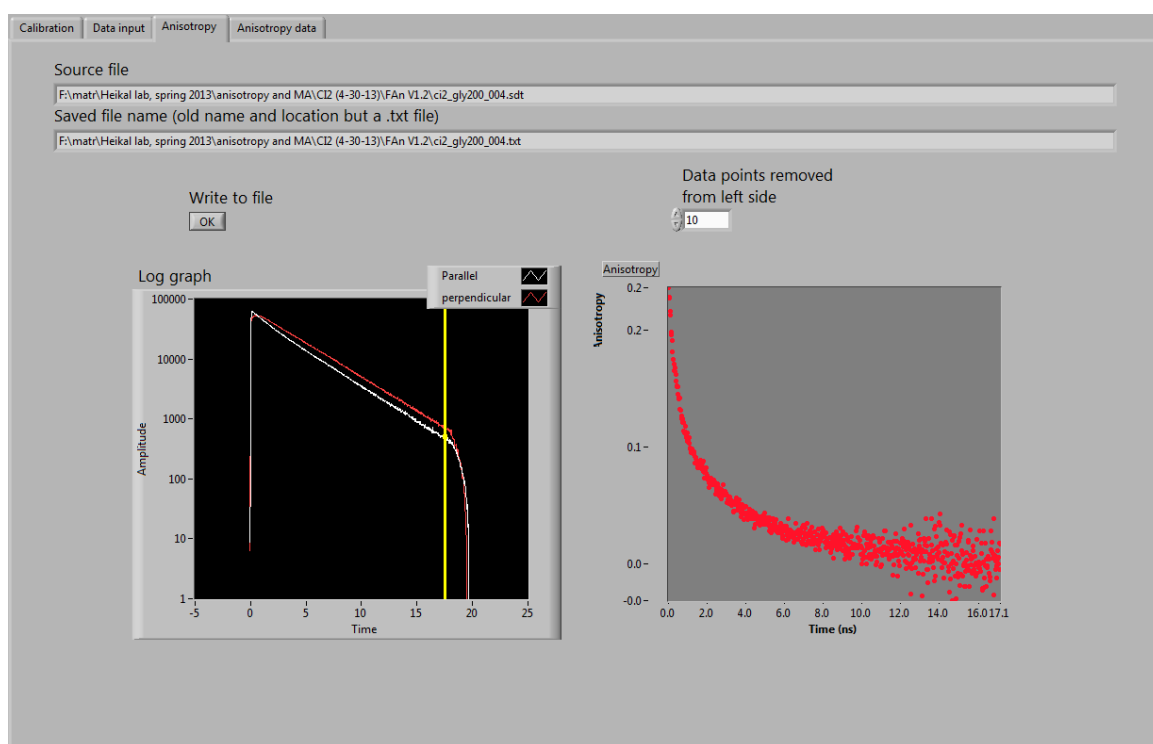 Calibration Data input Anisotropy Anisotropy data
Source file
F:\matr\Heikal lab, spring 2013\anisotropy and MA\CI2 (4-30-13)\FAn V1.2\ci2_gly200_004.sdt
Saved file name (old name and location but a .txt file)
F:\matr\Heikal lab, spring 2013\anisotropy and MA\CI2 (4-30-13)\FAn V1.2\ci2_gly200_004.txt
Write to file
OK
Data points removed
from left side
10
Log graph
Parallel
perpendicular
100000
10000
1000
100
10
1
Amplitude
-5 0 5 10 15 20 25
Time
Anisotropy
Anisotropy
0.2
0.2
0.1
0.0
-0.0
0.0 2.0 4.0 6.0 8.0 10.0 12.0 14.0 16.0 17.1
Time (ns)